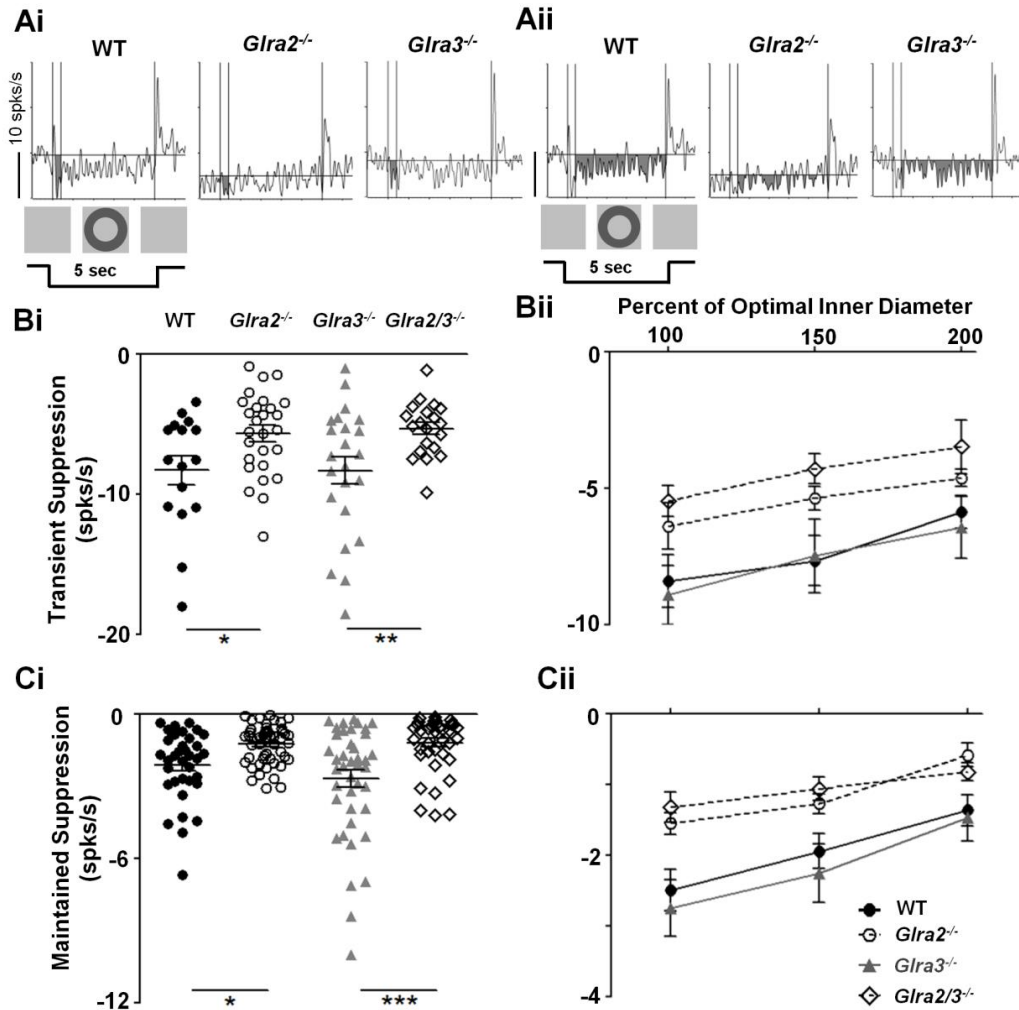 Ai
Aii
WT Glra2-/- Glra3-/-
WT Glra2-/- Glra3-/-
10 spks/s
5 sec
5 sec
Bi
WT Glra2-/- Glra3-/- Glra2/3-/-
Transient Suppression
(spks/s)
0
-10
-20
*
**
Bii
Percent of Optimal Inner Diameter
100 150 200
0
-5
-10
Ci
Maintained Suppression
(spks/s)
0
-6
-12
*
***
Cii
0
-2
-4
WT
Glra2-/-
Glra3-/-
Glra2/3-/-